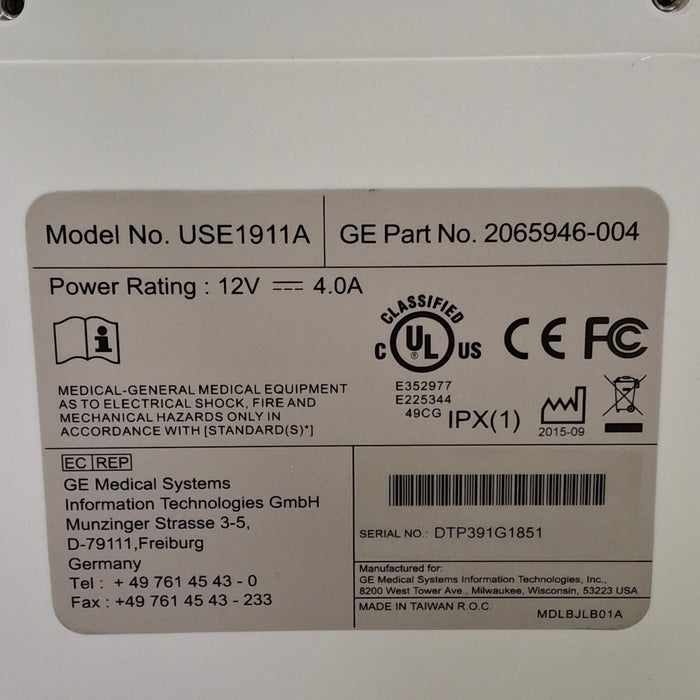 Model No. USE1911A
GE Part No. 2065946-004
Power Rating : 12V ⎓ 4.0A
i
CLASSIFIED
C UL ® US
CE FC
MEDICAL-GENERAL MEDICAL EQUIPMENT
AS TO ELECTRICAL SHOCK, FIRE AND
MECHANICAL HAZARDS ONLY IN
ACCORDANCE WITH [STANDARD(S)*]
E352977
E225344
49CG
IPX(1)
2015-09
EC REP
GE Medical Systems
Information Technologies GmbH
Munzinger Strasse 3-5,
D-79111,Freiburg
Germany
Tel : + 49 761 45 43 - 0
Fax : +49 761 45 43 - 233
SERIAL NO.: DTP391G1851
Manufactured for:
GE Medical Systems Information Technologies, Inc.,
8200 West Tower Ave., Milwaukee, Wisconsin, 53223 USA
MADE IN TAIWAN R.O.C.
MDLBJLB01A